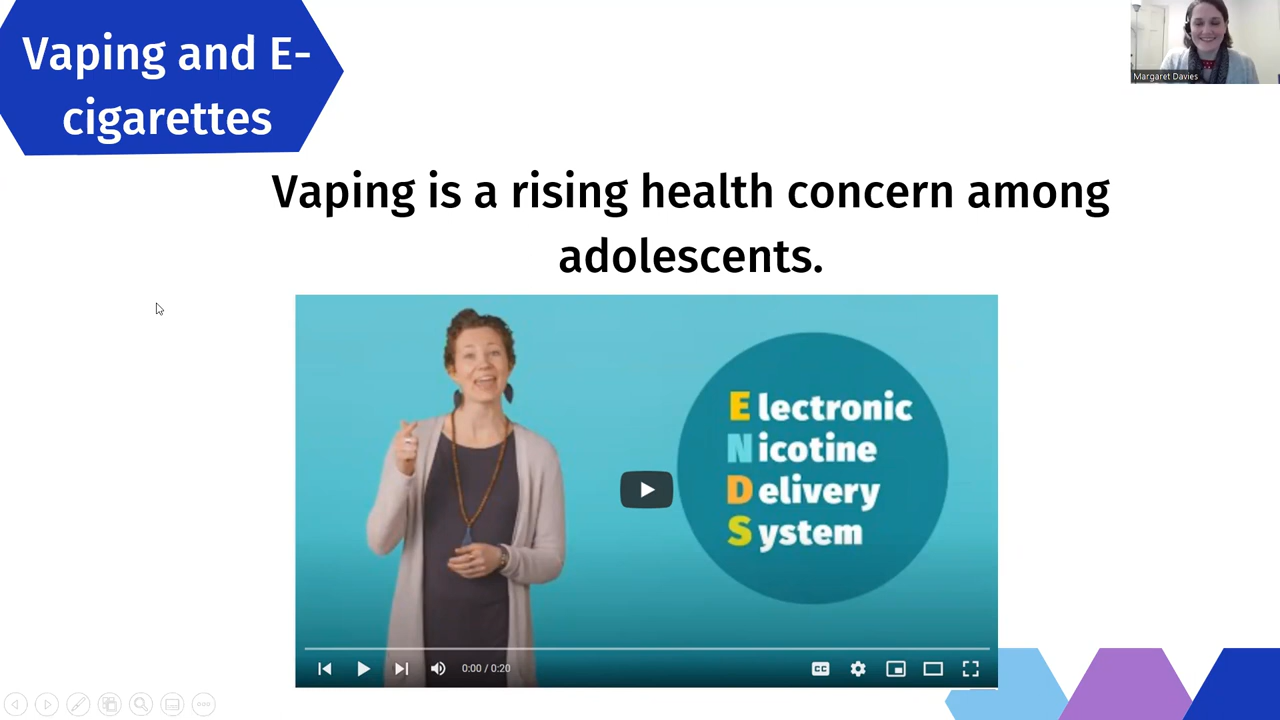 Vaping and E-
cigarettes
Margaret Davies
Vaping is a rising health concern among
adolescents.
Electronic
Nicotine
Delivery
System
0:00 / 0:20
CC